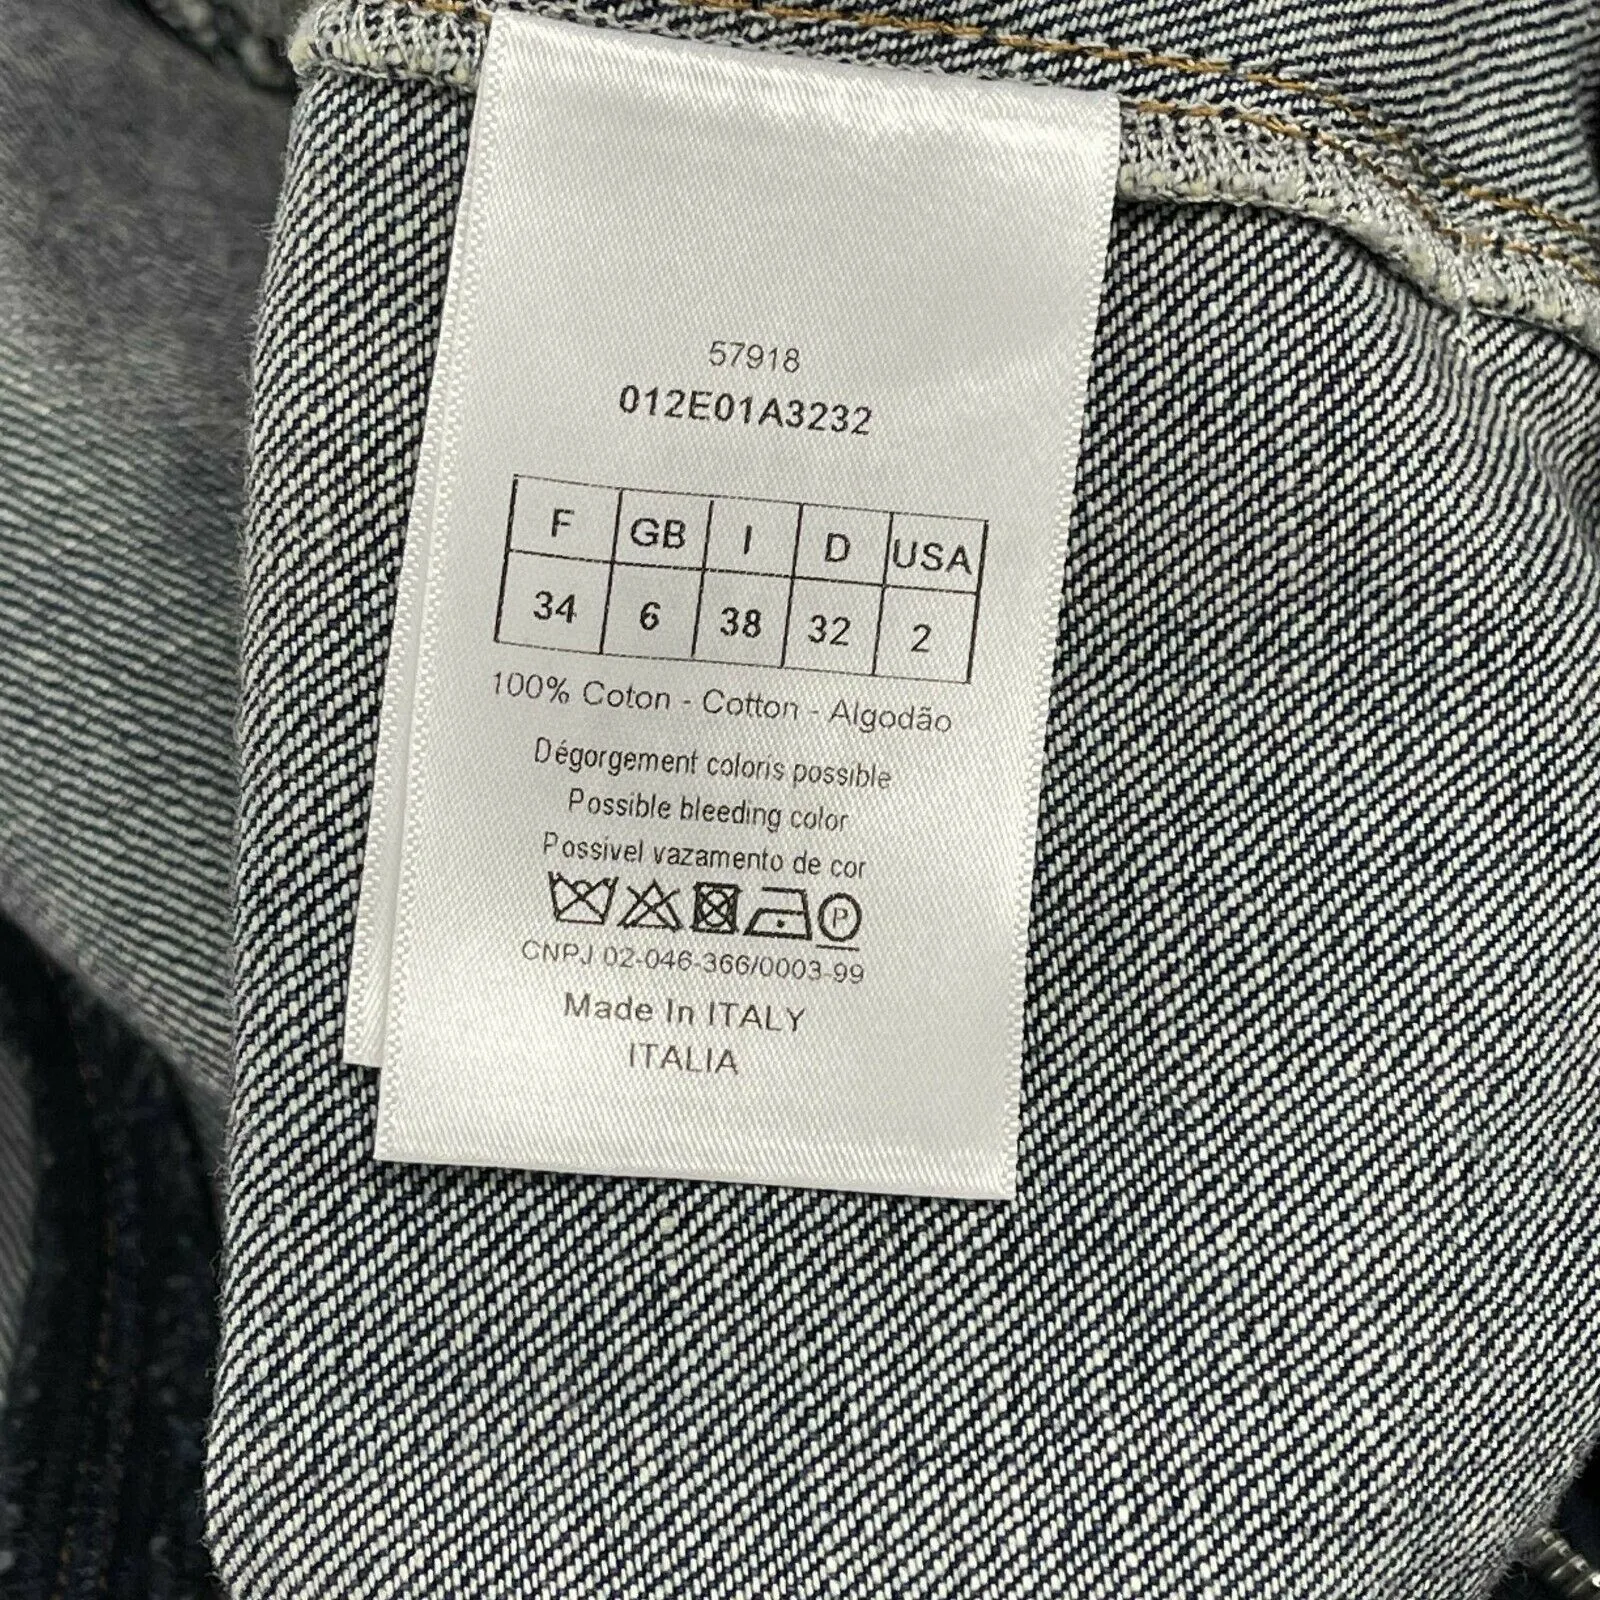 57918
012E01A3232
F GB I D USA
34 6 38 32 2
100% Coton - Cotton - Algodão
Dégorgement coloris possible
Possible bleeding color
Possivel vazamento de cor
P
CNPJ 02-046-366/0003-99
Made In ITALY
ITALIA